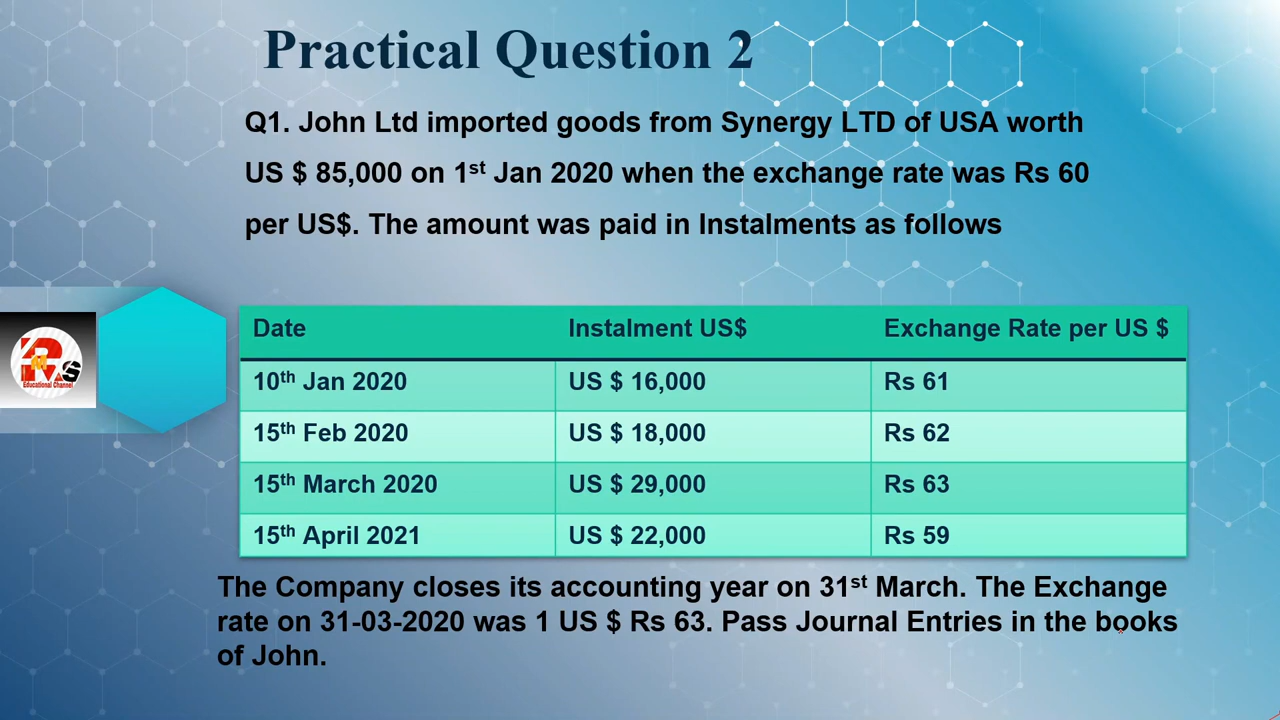 Practical Question 2
Q1. John Ltd imported goods from Synergy LTD of USA worth
US $ 85,000 on 1st Jan 2020 when the exchange rate was Rs 60
per US$. The amount was paid in Instalments as follows
Date Instalment US$ Exchange Rate per US $
10th Jan 2020 US $ 16,000 Rs 61
15th Feb 2020 US $ 18,000 Rs 62
15th March 2020 US $ 29,000 Rs 63
15th April 2021 US $ 22,000 Rs 59
Educational Channel
The Company closes its accounting year on 31st March. The Exchange
rate on 31-03-2020 was 1 US $ Rs 63. Pass Journal Entries in the books
of John.